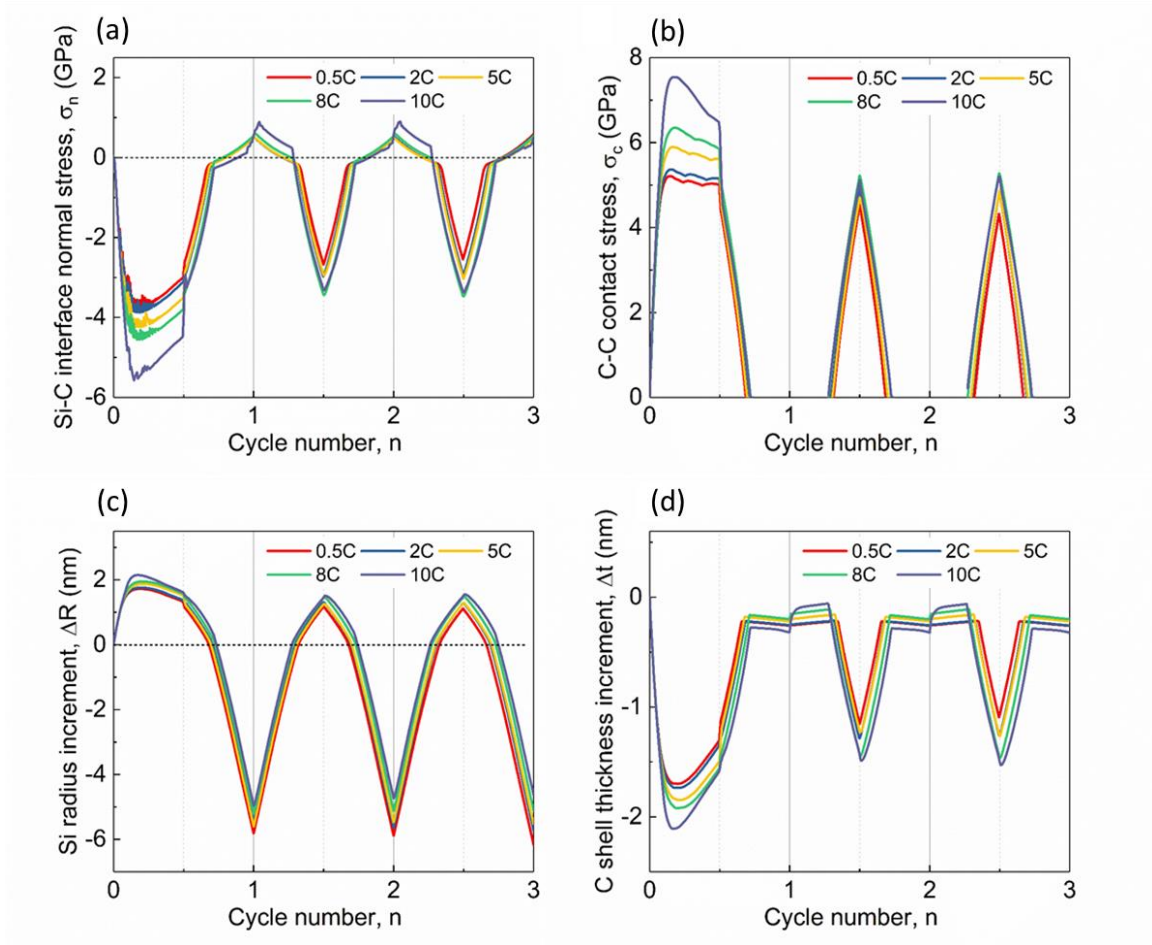 (a)
Si-C interface normal stress, σn (GPa)
2
0
-2
-4
-6
0.5C 2C 5C
8C 10C
0 1 2 3
Cycle number, n
(b)
C-C contact stress, σc (GPa)
8
6
4
2
0
0.5C 2C 5C
8C 10C
0 1 2 3
Cycle number, n
(c)
Si radius increment, ΔR (nm)
2
0
-2
-4
-6
0.5C 2C 5C
8C 10C
0 1 2 3
Cycle number, n
(d)
C shell thickness increment, Δt (nm)
0
-1
-2
0.5C 2C 5C
8C 10C
0 1 2 3
Cycle number, n